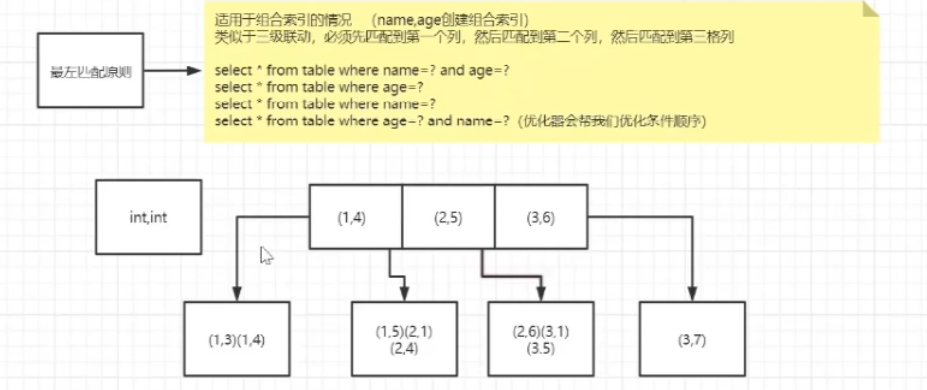 适用于组合索引的情况 （name,age创建组合索引）
类似于三级联动，必须先匹配到第一个列，然后匹配到第二个列，然后匹配到第三格列
最左匹配原则
select * from table where name=? and age=?
select * from table where age=?
select * from table where name=?
select * from table where age=? and name=?（优化器会帮我们优化条件顺序）
int,int
(1,4)
(2,5)
(3,6)
(1,3)(1,4)
(1,5)(2,1)
(2,4)
(2,6)(3,1)
(3.5)
(3,7)